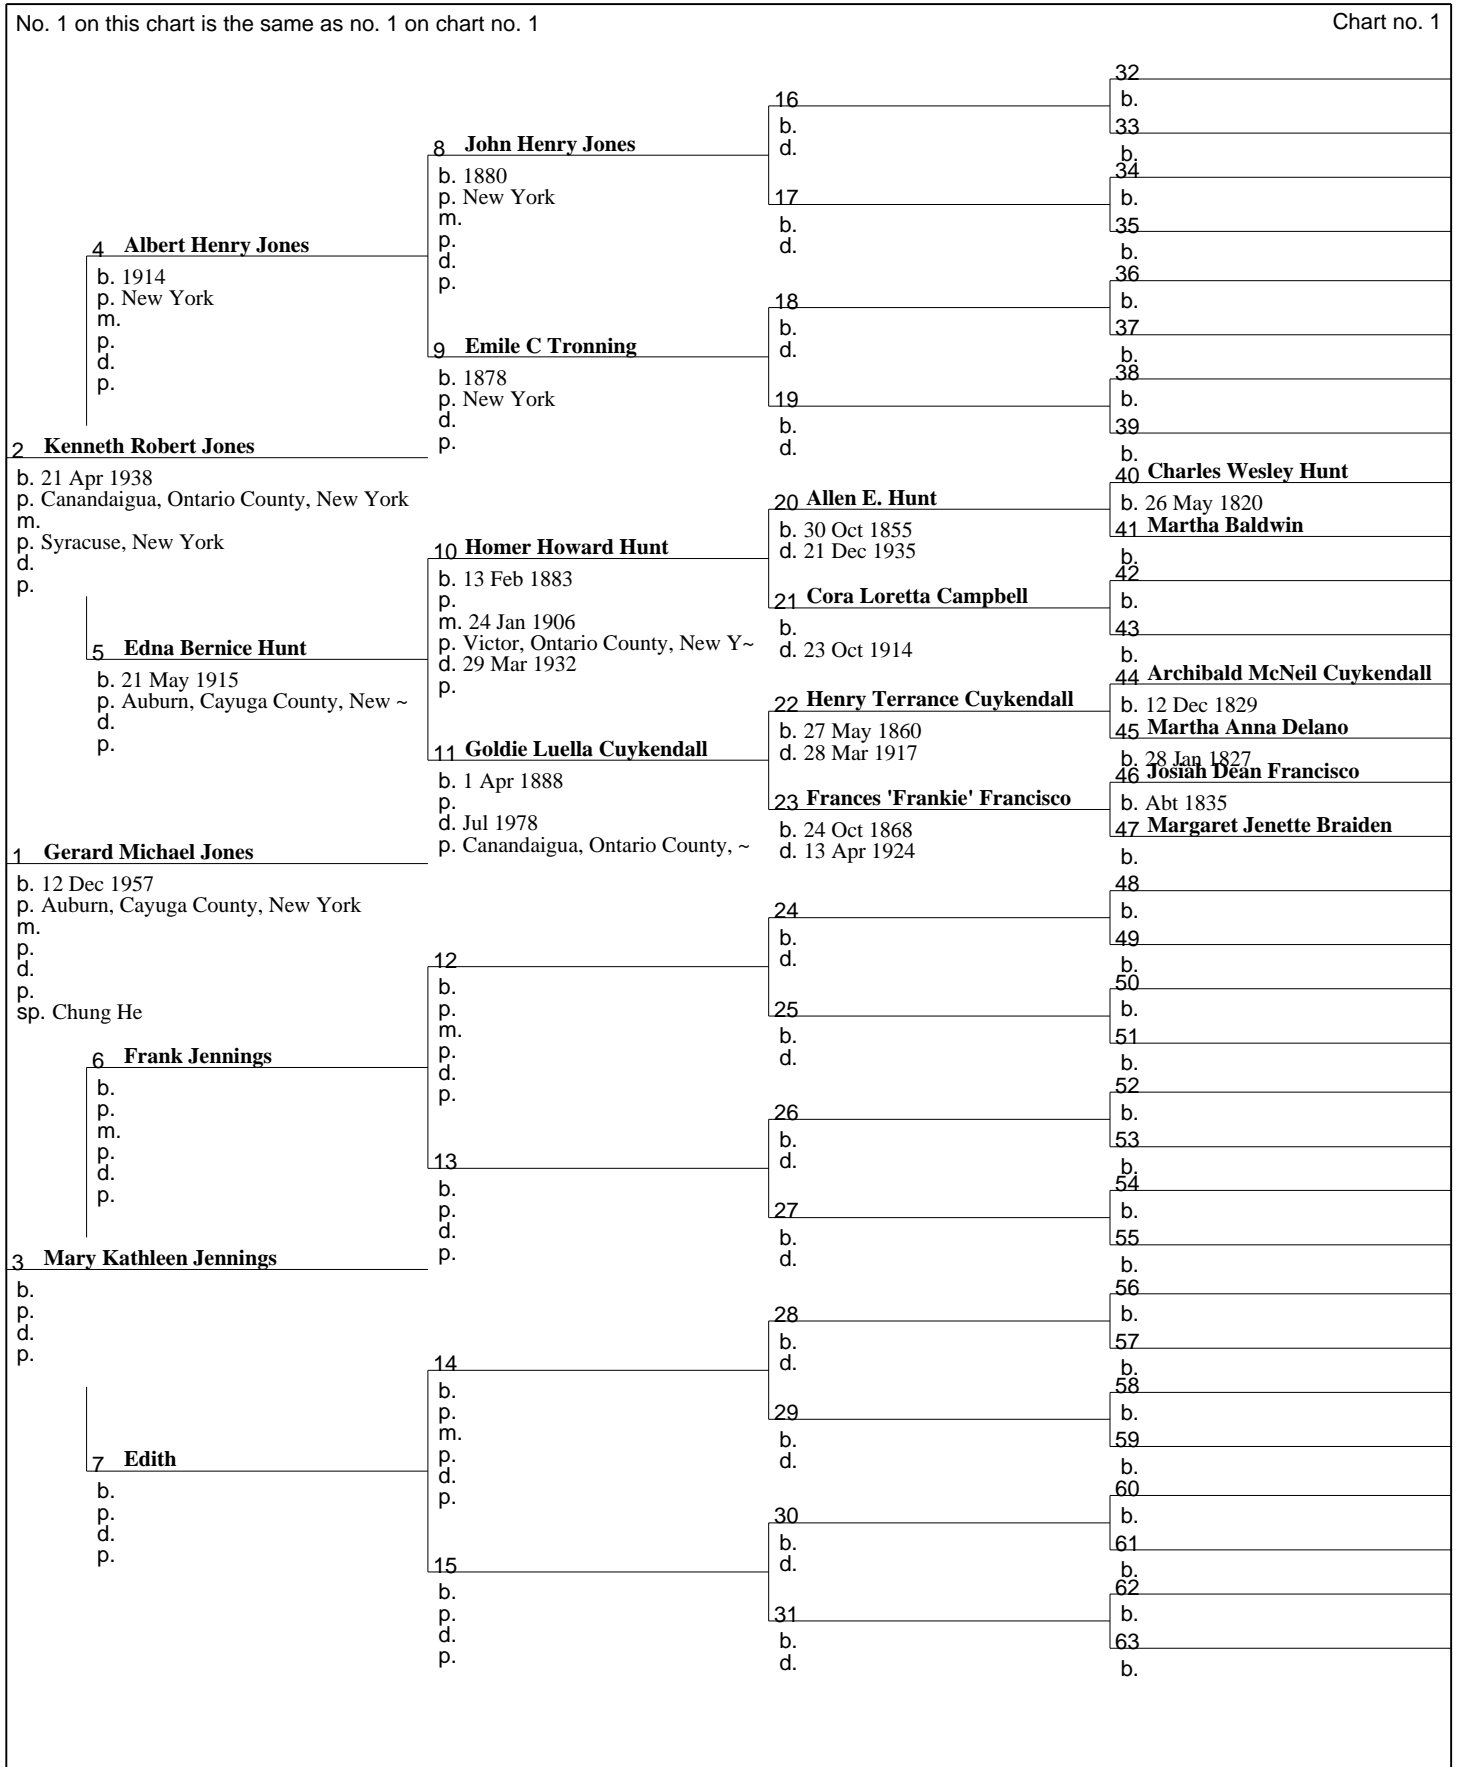 No. 1 on this chart is the same as no. 1 on chart no. 1
Chart no. 1
2 Kenneth Robert Jones
b. 21 Apr 1938
p. Canandaigua, Ontario County, New York
m.
p. Syracuse, New York
d.
p.
1 Gerard Michael Jones
b. 12 Dec 1957
p. Auburn, Cayuga County, New York
m.
p.
d.
p.
sp. Chung He
3 Mary Kathleen Jennings
b.
p.
d.
p.
4 Albert Henry Jones
b. 1914
p. New York
m.
p.
d.
p.
5 Edna Bernice Hunt
b. 21 May 1915
p. Auburn, Cayuga County, New ~
d.
p.
6 Frank Jennings
b.
p.
m.
p.
d.
p.
7 Edith
b.
p.
d.
p.
8 John Henry Jones
b. 1880
p. New York
m.
p.
d.
p.
9 Emile C Tronning
b. 1878
p. New York
d.
p.
10 Homer Howard Hunt
b. 13 Feb 1883
p.
m. 24 Jan 1906
p. Victor, Ontario County, New Y~
d. 29 Mar 1932
p.
11 Goldie Luella Cuykendall
b. 1 Apr 1888
p.
d. Jul 1978
p. Canandaigua, Ontario County, ~
12
b.
p.
m.
p.
d.
p.
13
b.
p.
d.
p.
14
b.
p.
m.
p.
d.
p.
15
b.
p.
d.
p.
16
b.
d.
17
b.
d.
18
b.
d.
19
b.
d.
20 Allen E. Hunt
b. 30 Oct 1855
d. 21 Dec 1935
21 Cora Loretta Campbell
b.
d. 23 Oct 1914
22 Henry Terrance Cuykendall
b. 27 May 1860
d. 28 Mar 1917
23 Frances 'Frankie' Francisco
b. 24 Oct 1868
d. 13 Apr 1924
24
b.
d.
25
b.
d.
26
b.
d.
27
b.
d.
28
b.
d.
29
b.
d.
30
b.
d.
31
b.
d.
32
b.
33
b.
34
b.
35
b.
36
b.
37
b.
38
b.
39
b.
40 Charles Wesley Hunt
b. 26 May 1820
41 Martha Baldwin
b.
42
b.
43
b.
44 Archibald McNeil Cuykendall
b. 12 Dec 1829
45 Martha Anna Delano
b. 28 Jan 1827
46 Josiah Dean Francisco
b. Abt 1835
47 Margaret Jenette Braiden
b.
48
b.
49
b.
50
b.
51
b.
52
b.
53
b.
54
b.
55
b.
56
b.
57
b.
58
b.
59
b.
60
b.
61
b.
62
b.
63
b.